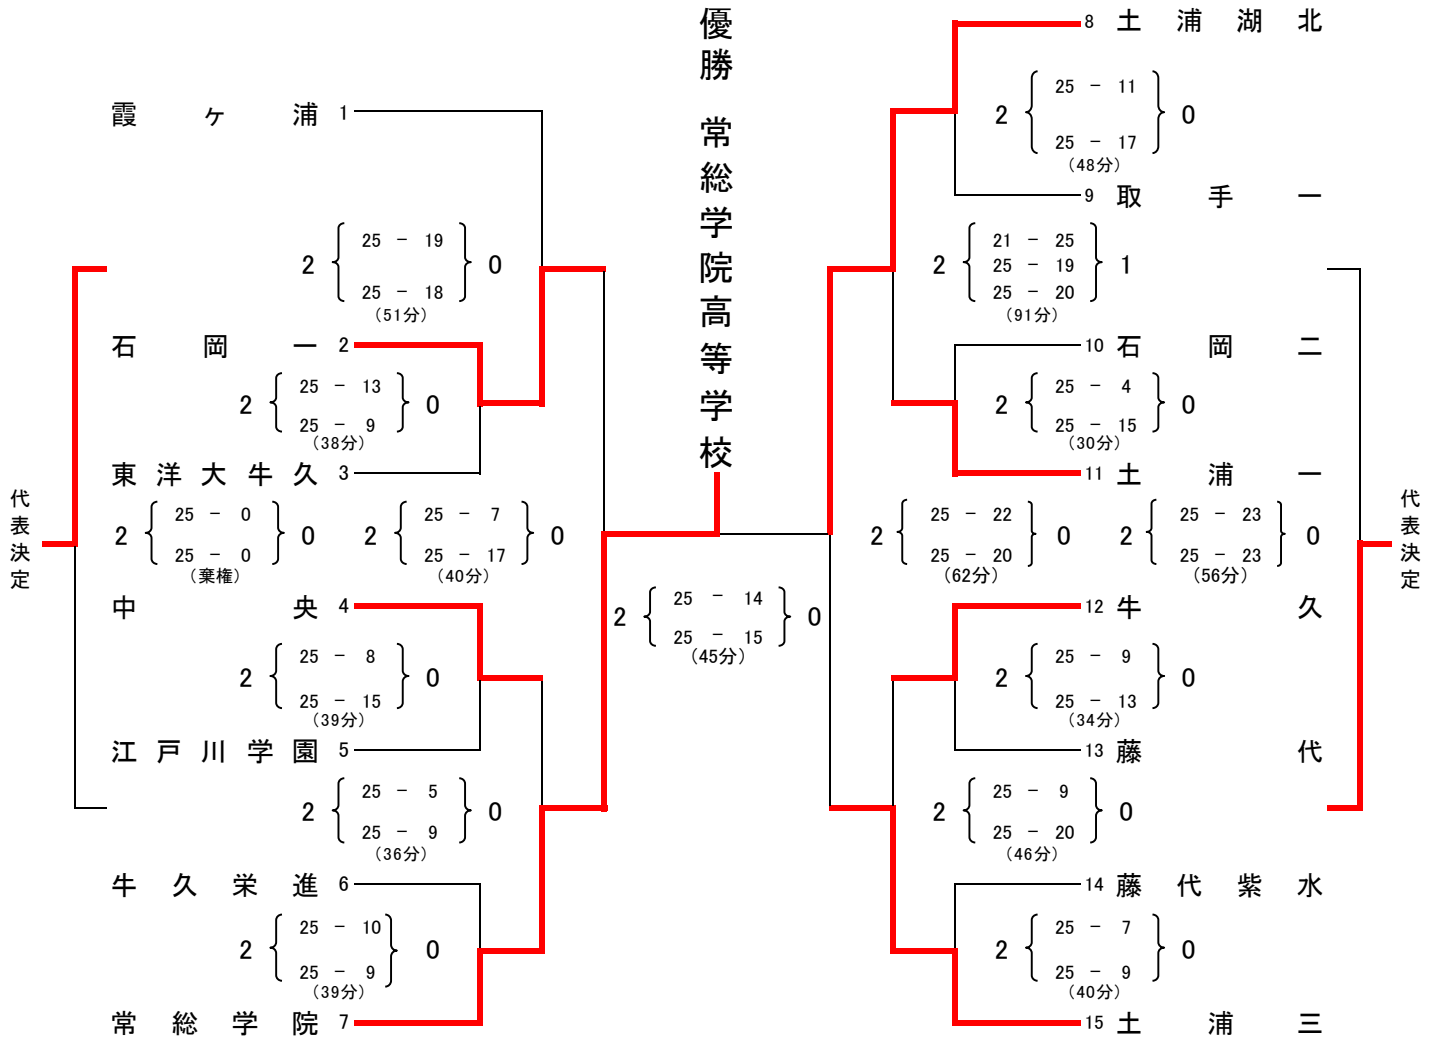 優勝 常総学院高等学校
霞ヶ浦 1
2 25 － 19 0
25 － 18
(51分)
石岡一 2
2 25 － 13 0
25 － 9
(38分)
東洋大牛久 3
代表決定
2 25 － 0 0
25 － 0
(棄権)
2 25 － 7 0
25 － 17
(40分)
中央 4
2 25 － 8 0
25 － 15
(39分)
江戸川学園 5
2 25 － 5 0
25 － 9
(36分)
牛久栄進 6
2 25 － 10 0
25 － 9
(39分)
常総学院 7
2 25 － 14 0
25 － 15
(45分)
8 土浦湖北
2 25 － 11 0
25 － 17
(48分)
9 取手一
2 21 － 25 1
25 － 19
25 － 20
(91分)
10 石岡二
2 25 － 4 0
25 － 15
(30分)
11 土浦一
2 25 － 22 0
25 － 20
(62分)
2 25 － 23 0
25 － 23
(56分)
代表決定
12 牛久
2 25 － 9 0
25 － 13
(34分)
13 藤代
2 25 － 9 0
25 － 20
(46分)
14 藤代紫水
2 25 － 7 0
25 － 9
(40分)
15 土浦三